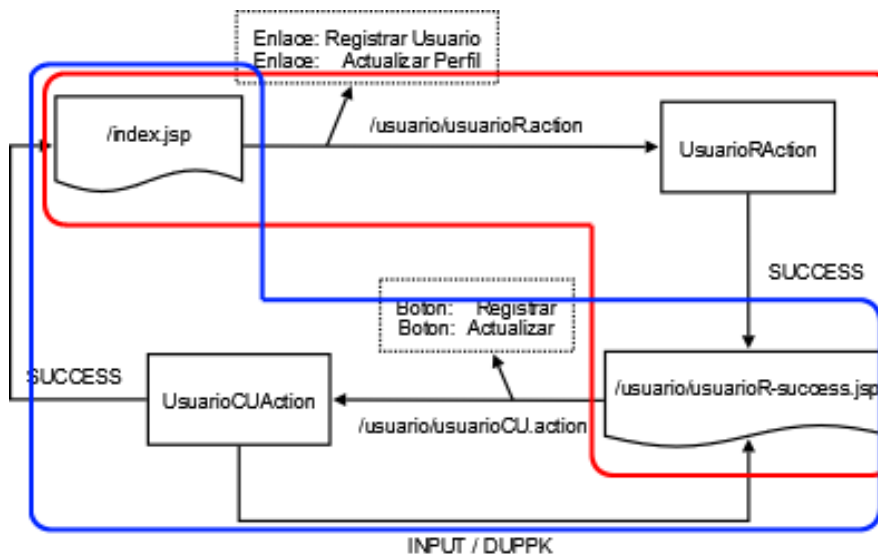 Enlace: Registrar Usuario
Enlace: Actualizar Perfil
/index.jsp
/usuario/usuarioR.action
UsuarioRAction
SUCCESS
Boton: Registrar
Boton: Actualizar
SUCCESS
UsuarioCUAction
/usuario/usuarioR-success.jsp
/usuario/usuarioCU.action
INPUT / DUPPK